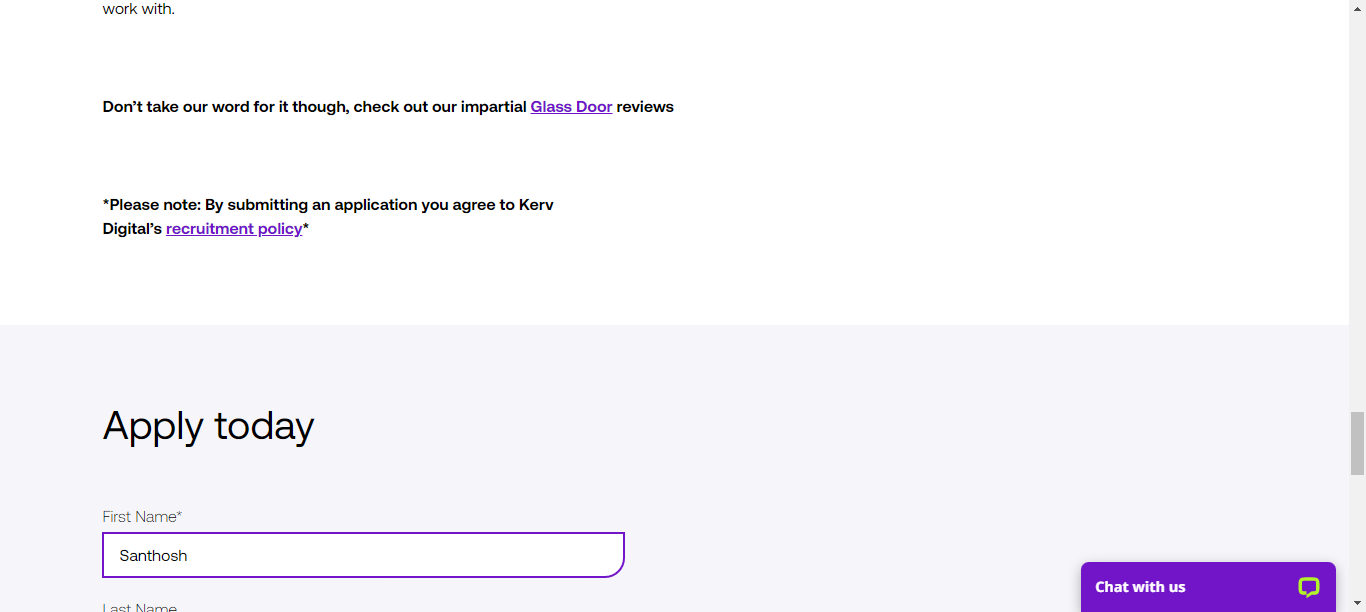 work with.
Don’t take our word for it though, check out our impartial Glass Door reviews
*Please note: By submitting an application you agree to Kerv
Digital’s recruitment policy*
Apply today
First Name*
Santhosh
Chat with us
Last Name